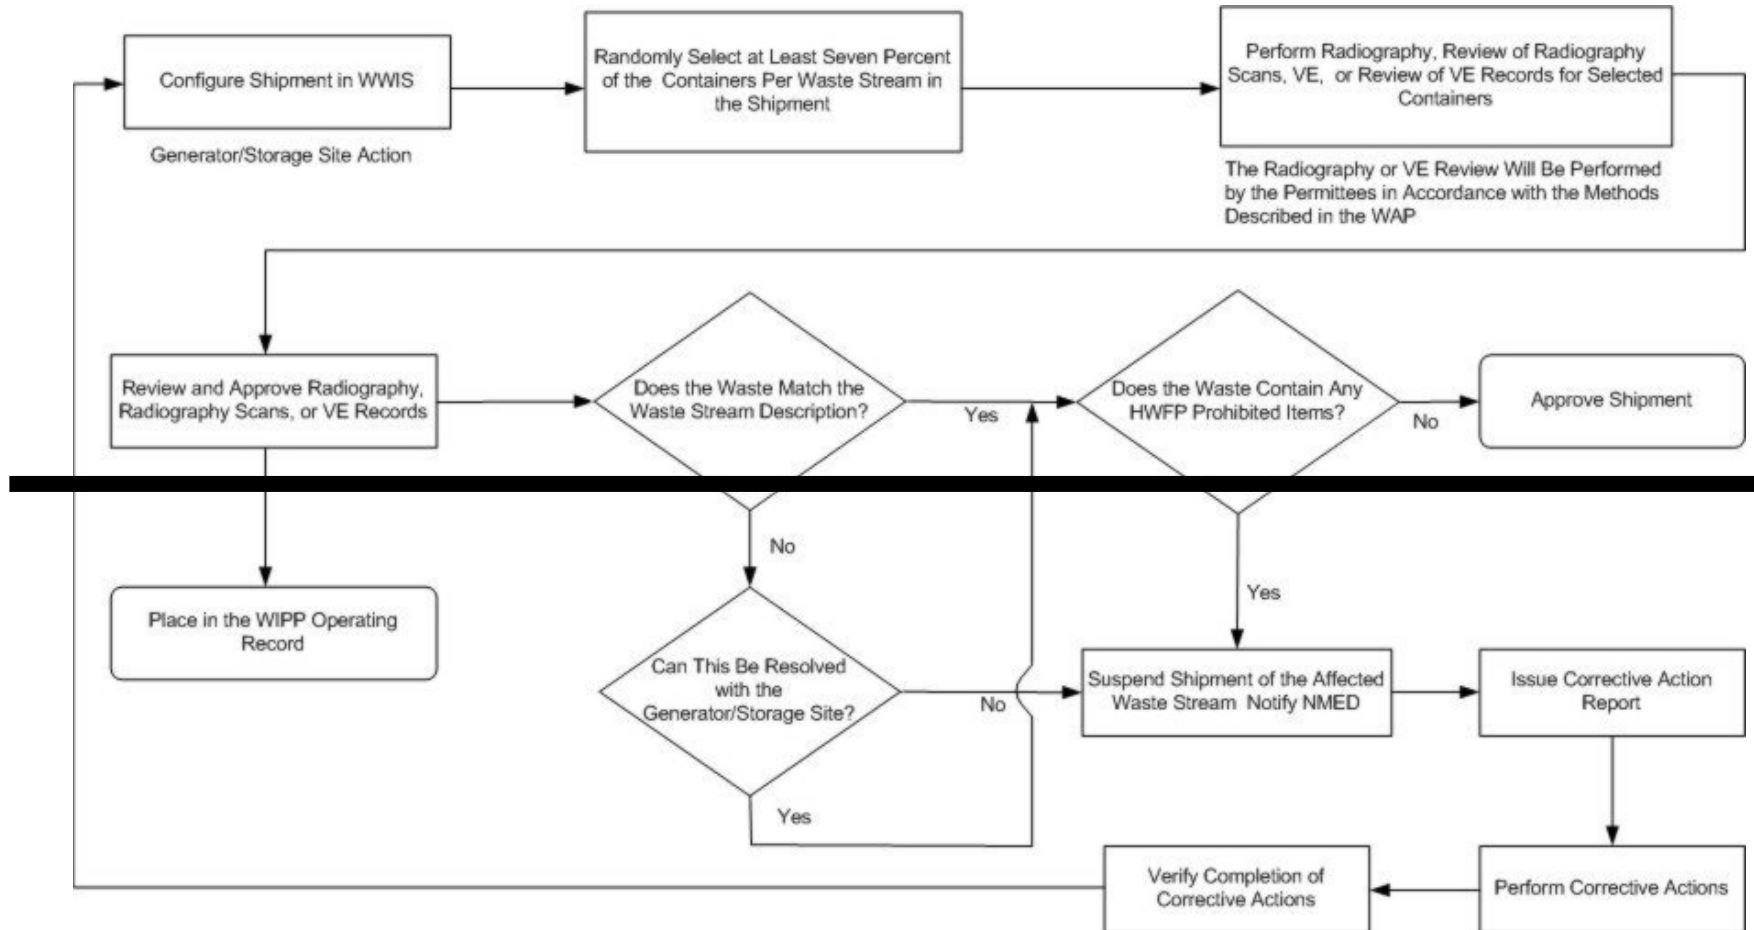 Configure Shipment in WWIS
Generator/Storage Site Action
Randomly Select at Least Seven Percent
of the Containers Per Waste Stream in
the Shipment
Perform Radiography, Review of Radiography
Scans, VE, or Review of VE Records for Selected
Containers
The Radiography or VE Review Will Be Performed
by the Permittees in Accordance with the Methods
Described in the WAP
Review and Approve Radiography,
Radiography Scans, or VE Records
Does the Waste Match the
Waste Stream Description?
Yes
Does the Waste Contain Any
HWFP Prohibited Items?
No
Approve Shipment
No
Yes
Place in the WIPP Operating
Record
Can This Be Resolved
with the
Generator/Storage Site?
No
Suspend Shipment of the Affected
Waste Stream Notify NMED
Issue Corrective Action
Report
Yes
Verify Completion of
Corrective Actions
Perform Corrective Actions